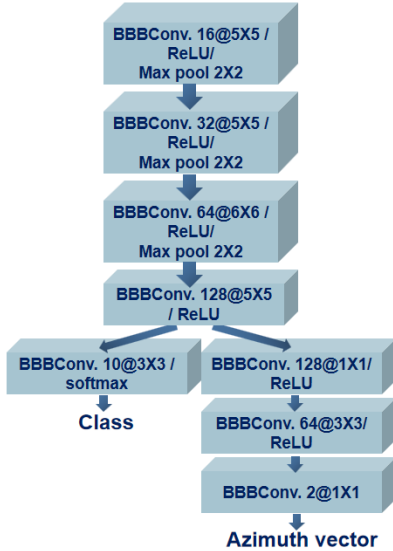 BBBConv. 16@5X5 /
ReLU/
Max pool 2X2
BBBConv. 32@5X5 /
ReLU/
Max pool 2X2
BBBConv. 64@6X6 /
ReLU/
Max pool 2X2
BBBConv. 128@5X5
/ ReLU
BBBConv. 10@3X3 /
softmax
Class
BBBConv. 128@1X1/
ReLU
BBBConv. 64@3X3/
ReLU
BBBConv. 2@1X1
Azimuth vector